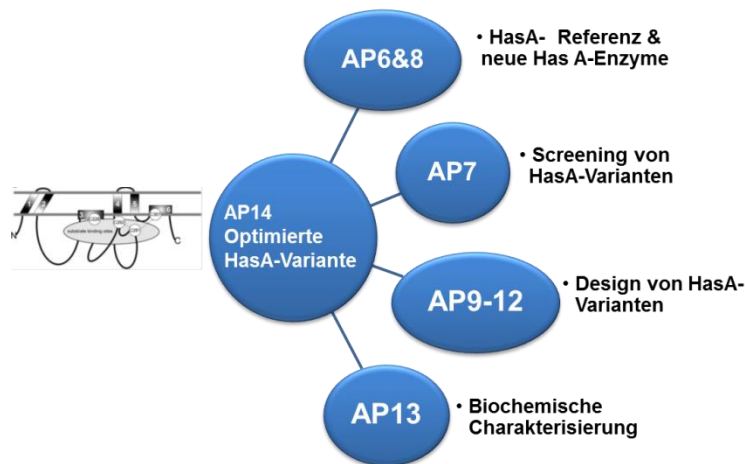 AP6&8
• HasA- Referenz &
neue Has A-Enzyme
AP7
• Screening von
HasA-Varianten
AP14
Optimierte
HasA-Variante
substrate binding sites
N
C
AP9-12
• Design von HasA-
Varianten
AP13
• Biochemische
Charakterisierung